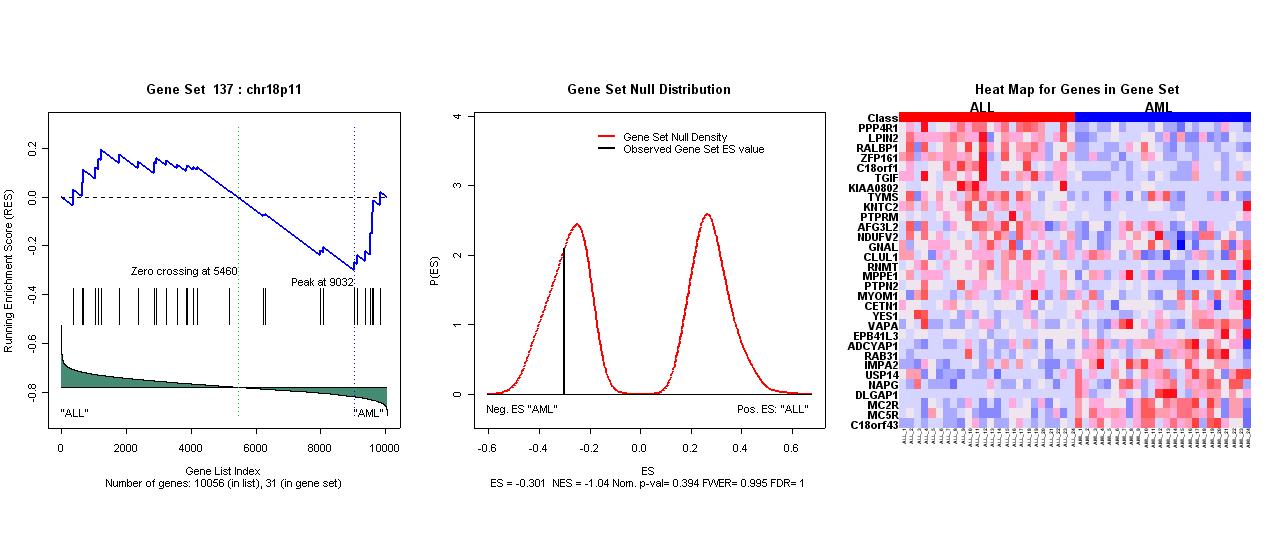 Gene Set 137 : chr18p11
Running Enrichment Score (RES)
0.2
0.0
-0.2
-0.4
-0.6
-0.8
Zero crossing at 5460
Peak at 9032
"ALL"
"AML"
0
2000
4000
6000
8000
10000
Gene List Index
Number of genes: 10056 (in list), 31 (in gene set)
Gene Set Null Distribution
P(ES)
4
3
2
1
0
Gene Set Null Density
Observed Gene Set ES value
Neg. ES "AML"
Pos. ES: "ALL"
-0.6
-0.4
-0.2
0.0
0.2
0.4
0.6
ES
ES = -0.301 NES = -1.04 Nom. p-val= 0.394 FWER= 0.995 FDR= 1
Heat Map for Genes in Gene Set
ALL
AML
Class
PPP4R1
LPIN2
RALBP1
ZFP161
C18orf1
TGIF
KIAA0802
TYMS
KNTC2
PTPRM
AFG3L2
NDUFV2
GNAL
CLUL1
RNMT
MPPE1
PTPN2
MYOM1
CETN1
YES1
VAPA
EPB41L3
ADCYAP1
RAB31
IMPA2
USP14
NAPG
DLGAP1
MC2R
MC5R
C18orf43